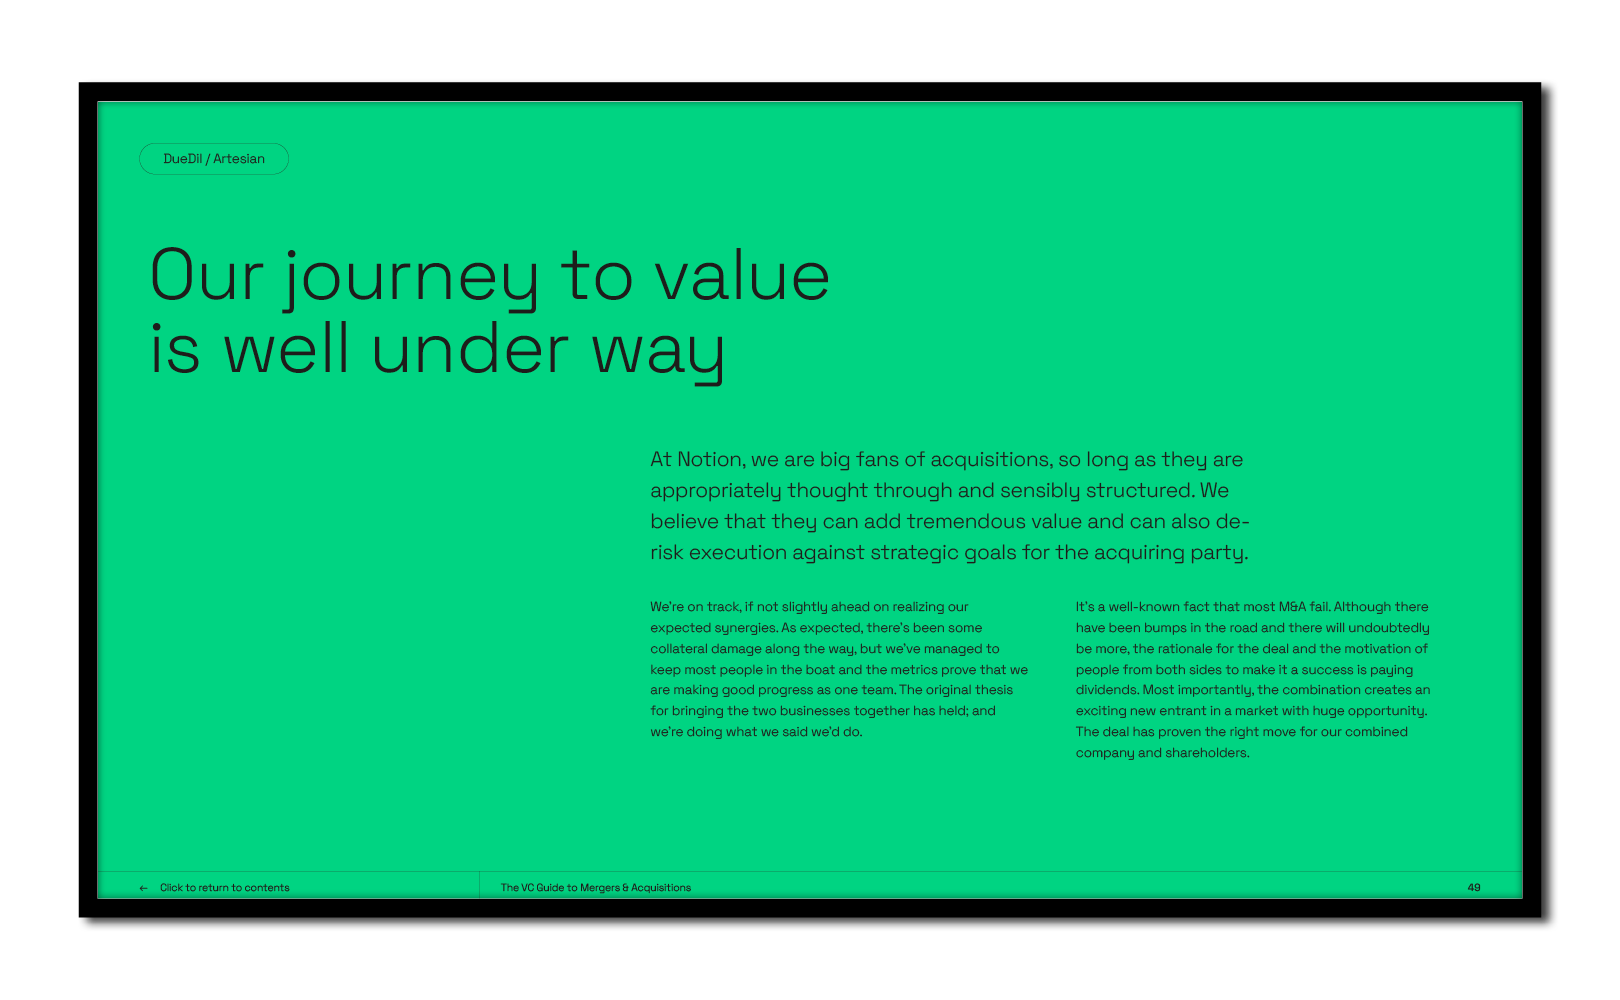 DueDil / Artesian
Our journey to value
is well under way
At Notion, we are big fans of acquisitions, so long as they are
appropriately thought through and sensibly structured. We
believe that they can add tremendous value and can also de-
risk execution against strategic goals for the acquiring party.
We're on track, if not slightly ahead on realizing our
expected synergies. As expected, there's been some
collateral damage along the way, but we've managed to
keep most people in the boat and the metrics prove that we
are making good progress as one team. The original thesis
for bringing the two businesses together has held; and
we're doing what we said we'd do.
It's a well-known fact that most M&A fail. Although there
have been bumps in the road and there will undoubtedly
be more, the rationale for the deal and the motivation of
people from both sides to make it a success is paying
dividends. Most importantly, the combination creates an
exciting new entrant in a market with huge opportunity.
The deal has proven the right move for our combined
company and shareholders.
← Click to return to contents
The VC Guide to Mergers & Acquisitions
49